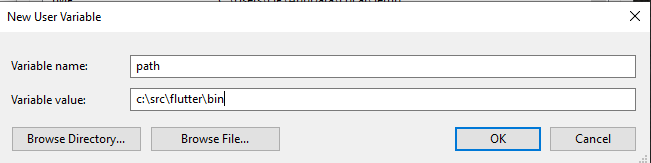 New User Variable
Variable name:
path
Variable value:
c:\src\flutter\bin
Browse Directory...
Browse File...
OK
Cancel